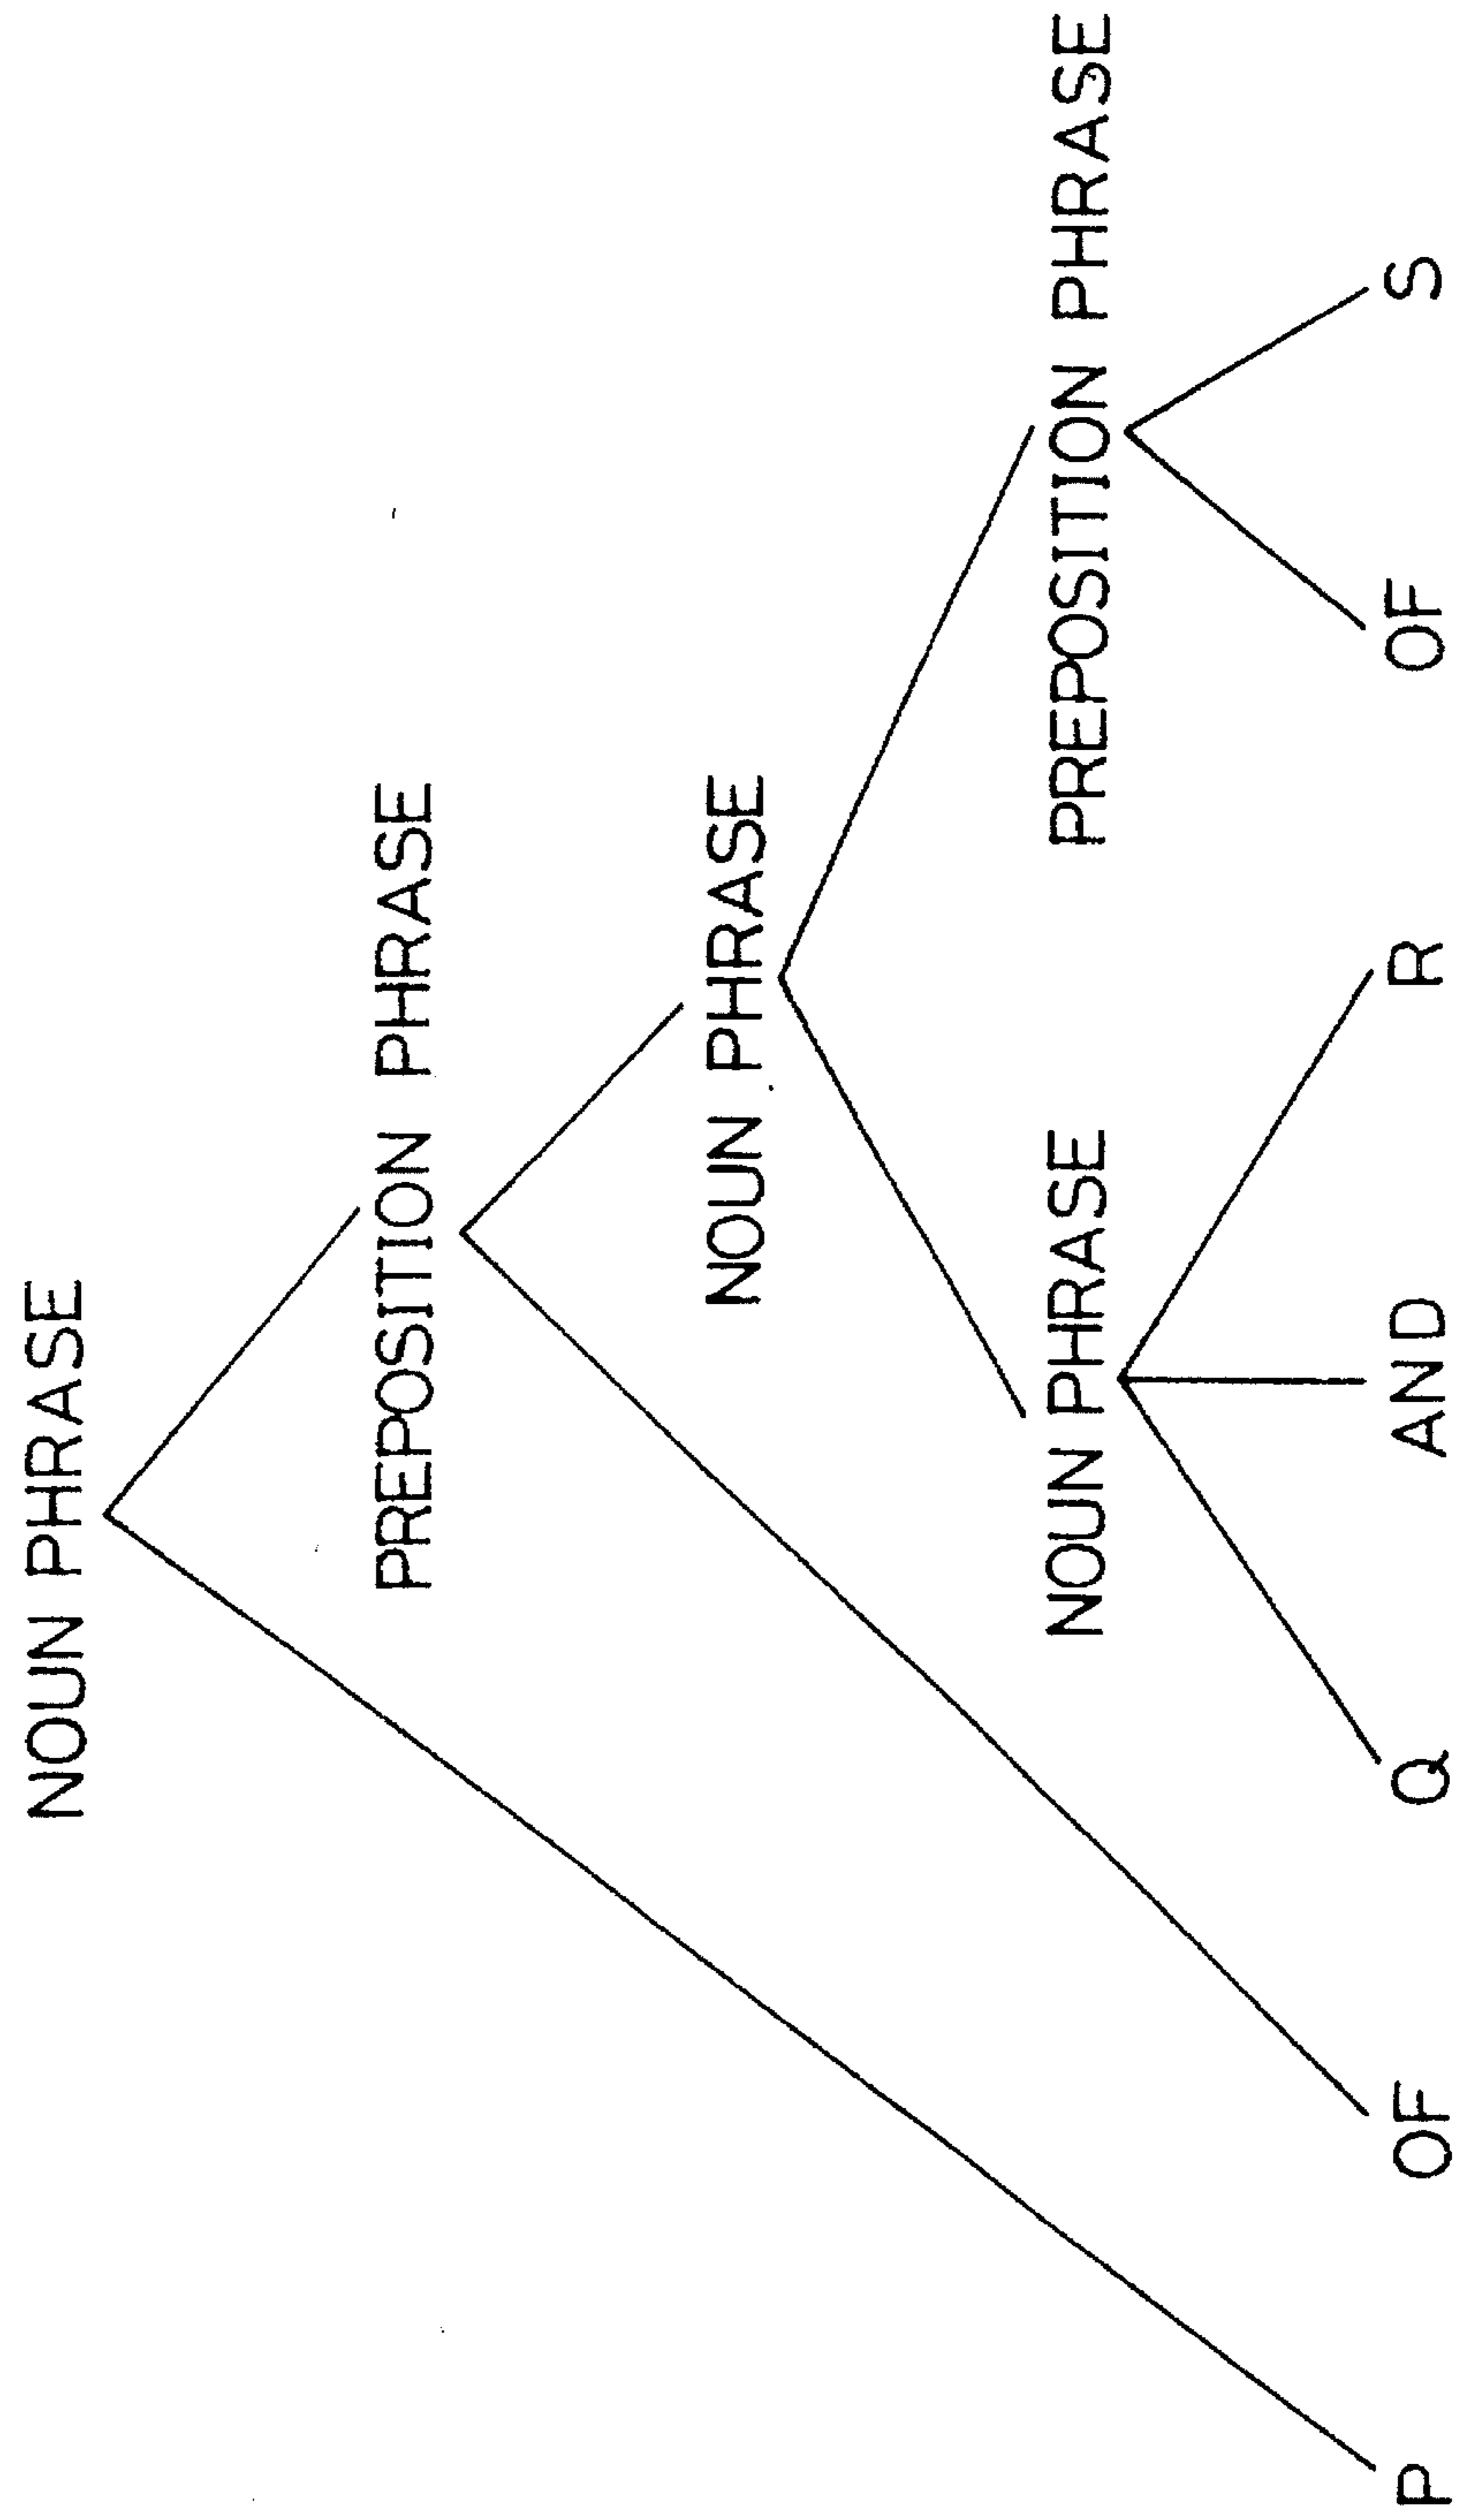 NOUN PHRASE
PREPOSITION PHRASE
NOUN PHRASE
NOUN PHRASE PREPOSITION PHRASE
P OF Q AND R OF S